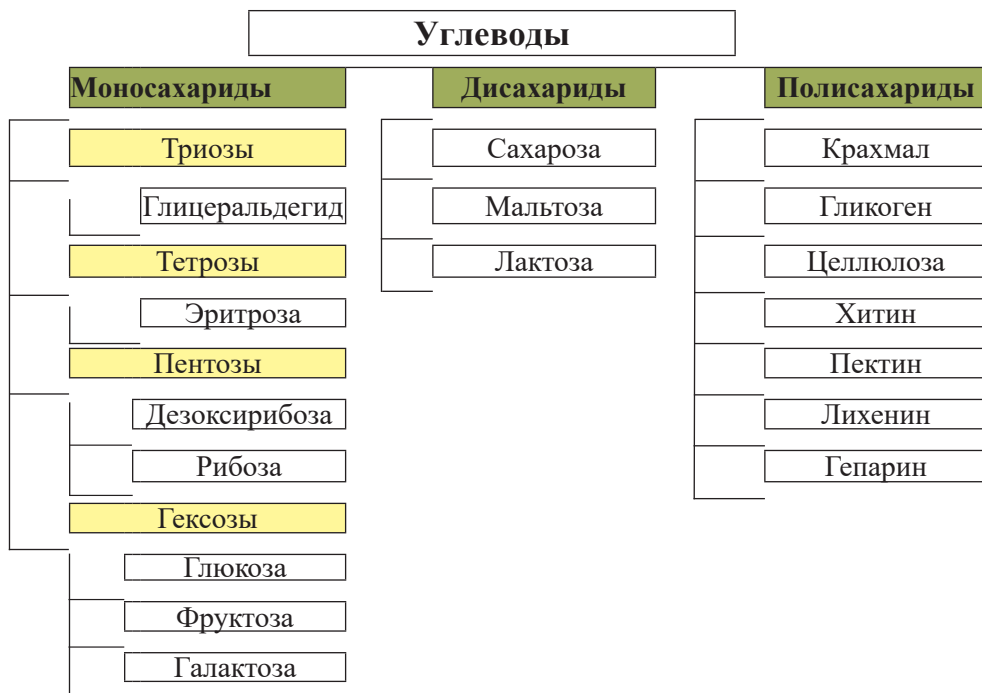 Углеводы
Моносахариды
Триозы
Глицеральдегид
Тетрозы
Эритроза
Пентозы
Дезоксирибоза
Рибоза
Гексозы
Глюкоза
Фруктоза
Галактоза
Дисахариды
Сахароза
Мальтоза
Лактоза
Полисахариды
Крахмал
Гликоген
Целлюлоза
Хитин
Пектин
Лихенин
Гепарин